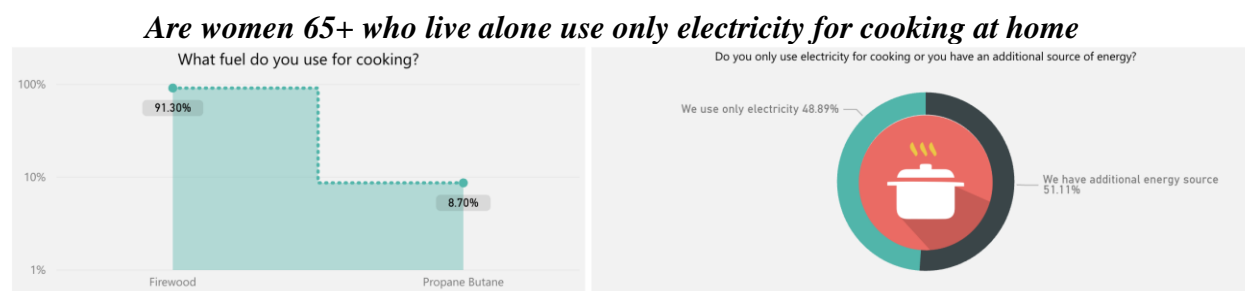 Are women 65+ who live alone use only electricity for cooking at home
What fuel do you use for cooking?
100%
91.30%
10%
8.70%
1%
Firewood
Propane Butane
Do you only use electricity for cooking or you have an additional source of energy?
We use only electricity 48.89%
We have additional energy source
51.11%